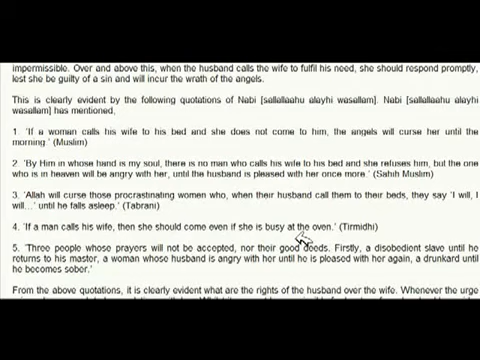 impermissible. Over and above this, when the husband calls the wife to fulfil his need, she should respond promptly,
lest she be guilty of a sin and will incur the wrath of the angels.
This is clearly evident by the following quotations of Nabi [sallallaahu alayhi wasallam]. Nabi [sallallaahu alayhi
wasallam] has mentioned,
1. 'If a woman calls his wife to his bed and she does not come to him, the angels will curse her until the
morning.' (Muslim)
2. 'By Him in whose hand is my soul, there is no man who calls his wife to his bed and she refuses him, but the one
who is in heaven will be angry with her, until the husband is pleased with her once more.' (Sahih Muslim)
3. 'Allah will curse those procrastinating women who, when their husband call them to their beds, they say 'I will, I
will...' until he falls asleep.' (Tabrani)
4. 'If a man calls his wife, then she should come even if she is busy at the oven.' (Tirmidhi)
5. 'Three people whose prayers will not be accepted, nor their good deeds. Firstly, a disobedient slave until he
returns to his master, a woman whose husband is angry with her until he is pleased with her again, a drunkard until
he becomes sober.'
From the above quotations, it is clearly evident what are the rights of the husband over the wife. Whenever the urge